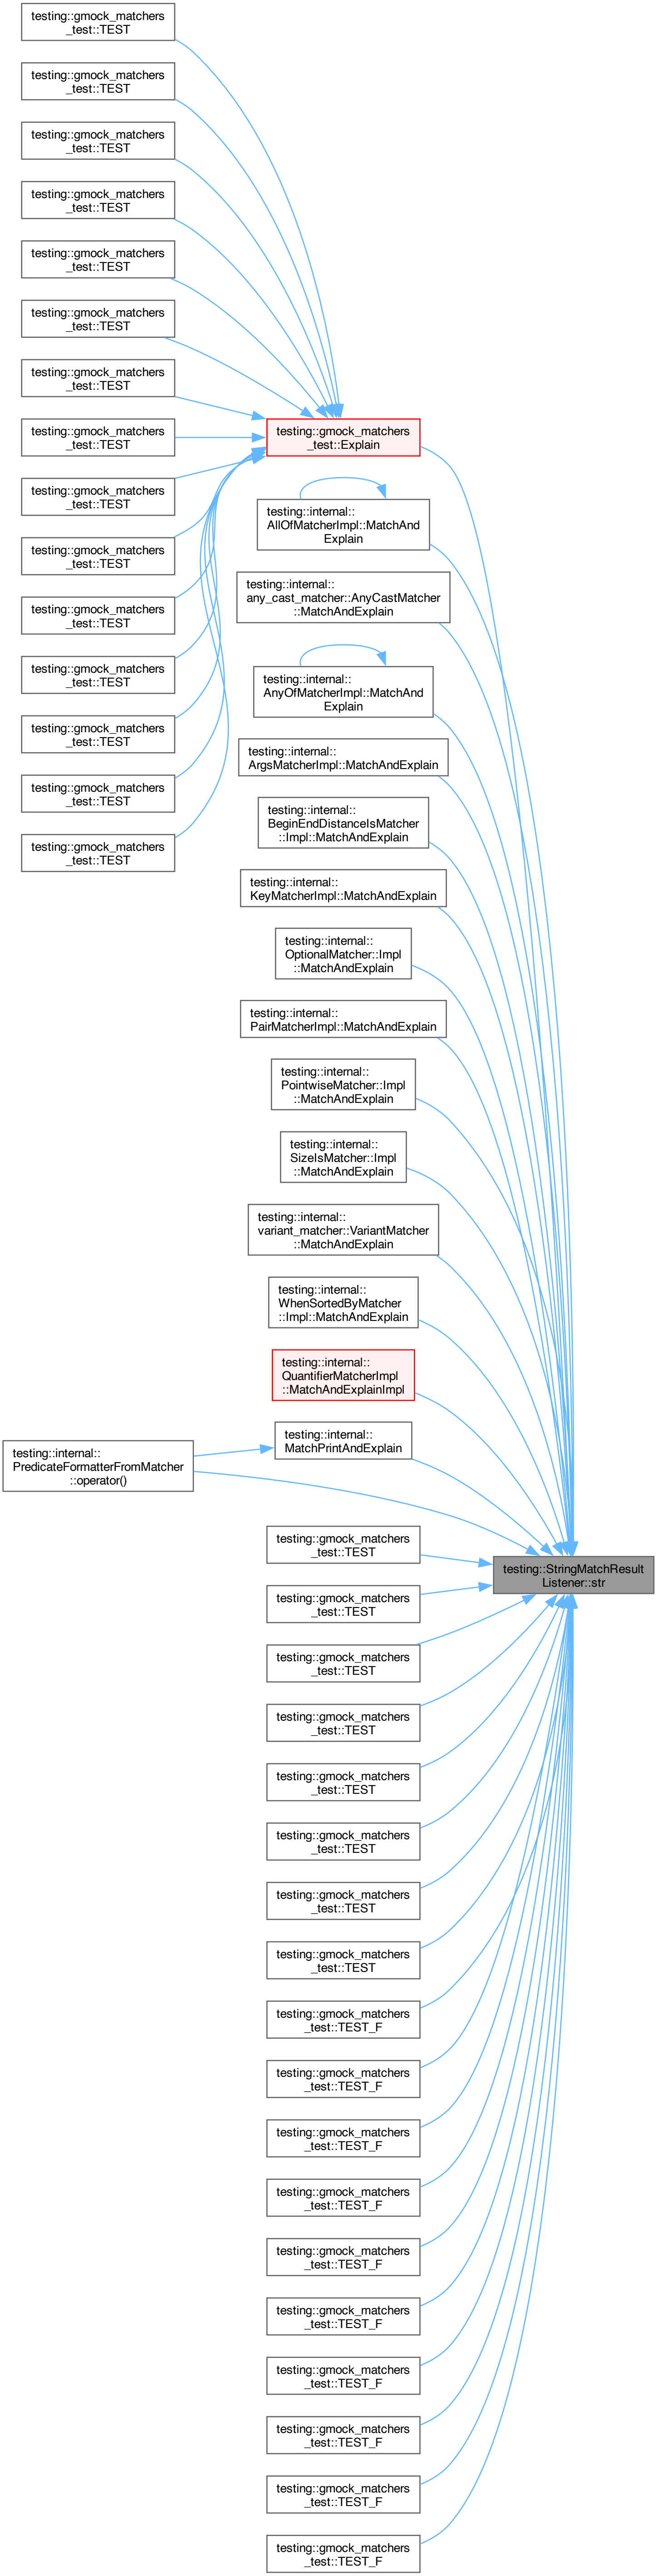 testing::gmock_matchers
_test::TEST
testing::gmock_matchers
_test::TEST
testing::gmock_matchers
_test::TEST
testing::gmock_matchers
_test::TEST
testing::gmock_matchers
_test::TEST
testing::gmock_matchers
_test::TEST
testing::gmock_matchers
_test::TEST
testing::gmock_matchers
_test::TEST
testing::gmock_matchers
_test::TEST
testing::gmock_matchers
_test::TEST
testing::gmock_matchers
_test::TEST
testing::gmock_matchers
_test::TEST
testing::gmock_matchers
_test::TEST
testing::gmock_matchers
_test::TEST
testing::gmock_matchers
_test::TEST
testing::gmock_matchers
_test::Explain
testing::internal::
AllOfMatcherImpl::MatchAnd
Explain
testing::internal::
any_cast_matcher::AnyCastMatcher
::MatchAndExplain
testing::internal::
AnyOfMatcherImpl::MatchAnd
Explain
testing::internal::
ArgsMatcherImpl::MatchAndExplain
testing::internal::
BeginEndDistanceIsMatcher
::Impl::MatchAndExplain
testing::internal::
KeyMatcherImpl::MatchAndExplain
testing::internal::
OptionalMatcher::Impl
::MatchAndExplain
testing::internal::
PairMatcherImpl::MatchAndExplain
testing::internal::
PointwiseMatcher::Impl
::MatchAndExplain
testing::internal::
SizeIsMatcher::Impl
::MatchAndExplain
testing::internal::
variant_matcher::VariantMatcher
::MatchAndExplain
testing::internal::
WhenSortedByMatcher
::Impl::MatchAndExplain
testing::internal::
QuantifierMatcherImpl
::MatchAndExplainImpl
testing::internal::
MatchPrintAndExplain
testing::internal::
PredicateFormatterFromMatcher
::operator()
testing::gmock_matchers
_test::TEST
testing::StringMatchResult
Listener::str
testing::gmock_matchers
_test::TEST
testing::gmock_matchers
_test::TEST
testing::gmock_matchers
_test::TEST
testing::gmock_matchers
_test::TEST
testing::gmock_matchers
_test::TEST
testing::gmock_matchers
_test::TEST
testing::gmock_matchers
_test::TEST
testing::gmock_matchers
_test::TEST_F
testing::gmock_matchers
_test::TEST_F
testing::gmock_matchers
_test::TEST_F
testing::gmock_matchers
_test::TEST_F
testing::gmock_matchers
_test::TEST_F
testing::gmock_matchers
_test::TEST_F
testing::gmock_matchers
_test::TEST_F
testing::gmock_matchers
_test::TEST_F
testing::gmock_matchers
_test::TEST_F
testing::gmock_matchers
_test::TEST_F